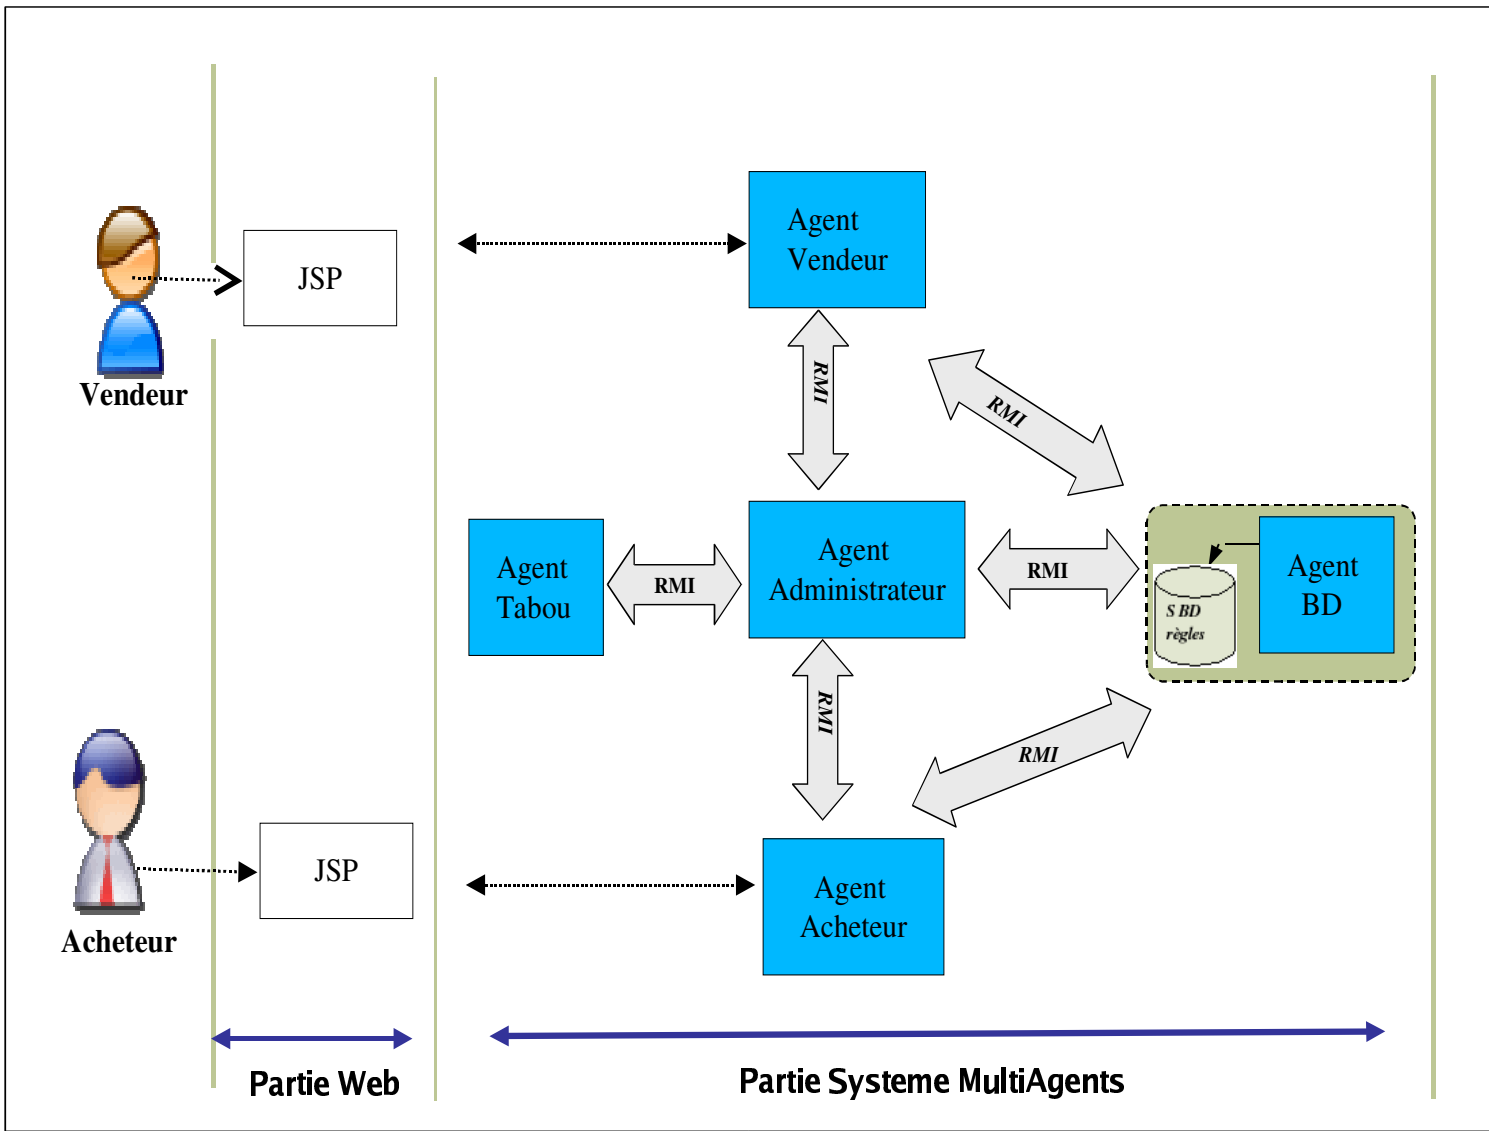 Agent
Vendeur
JSP
Vendeur
RMI
RMI
Agent
Tabou
RMI
Agent
Administrateur
RMI
S BD
règles
Agent
BD
RMI
RMI
JSP
Agent
Acheteur
Acheteur
Partie Web
Partie Systeme MultiAgents